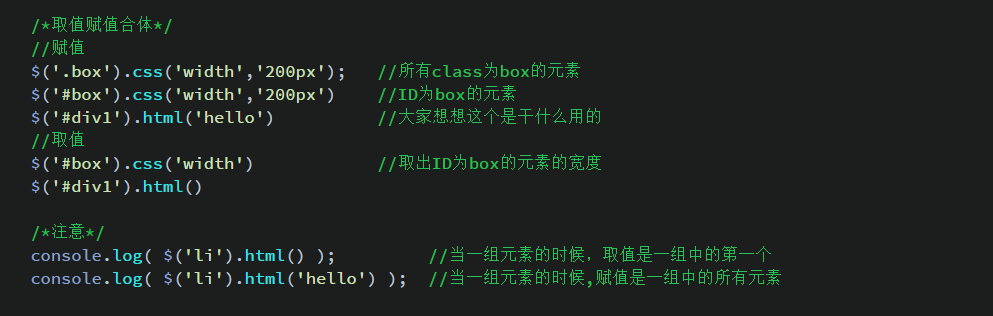 /*取值赋值合体*/
//赋值
$('.box').css('width','200px');   //所有class为box的元素
$('#box').css('width','200px')    //ID为box的元素
$('#div1').html('hello')          //大家想想这个是干什么用的
//取值
$('#box').css('width')            //取出ID为box的元素的宽度
$('#div1').html()
/*注意*/
console.log( $('li').html() );         //当一组元素的时候，取值是一组中的第一个
console.log( $('li').html('hello') );  //当一组元素的时候,赋值是一组中的所有元素